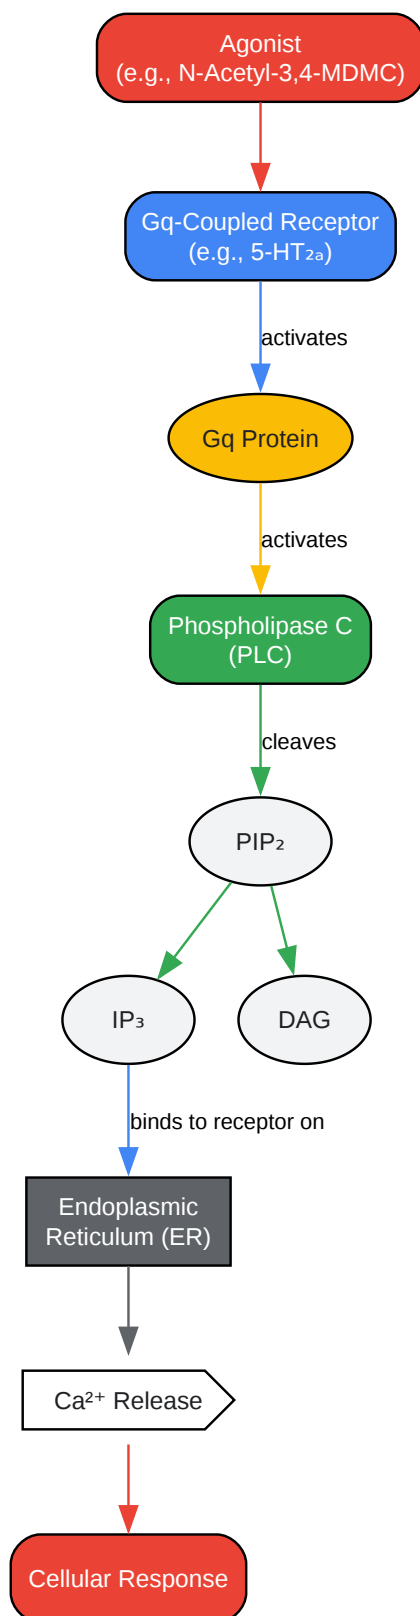 Agonist
(e.g., N-Acetyl-3,4-MDMC)
Gq-Coupled Receptor
(e.g., 5-HT₂ₐ)
activates
Gq Protein
activates
Phospholipase C
(PLC)
cleaves
PIP₂
IP₃
DAG
binds to receptor on
Endoplasmic
Reticulum (ER)
Ca²⁺ Release
Cellular Response